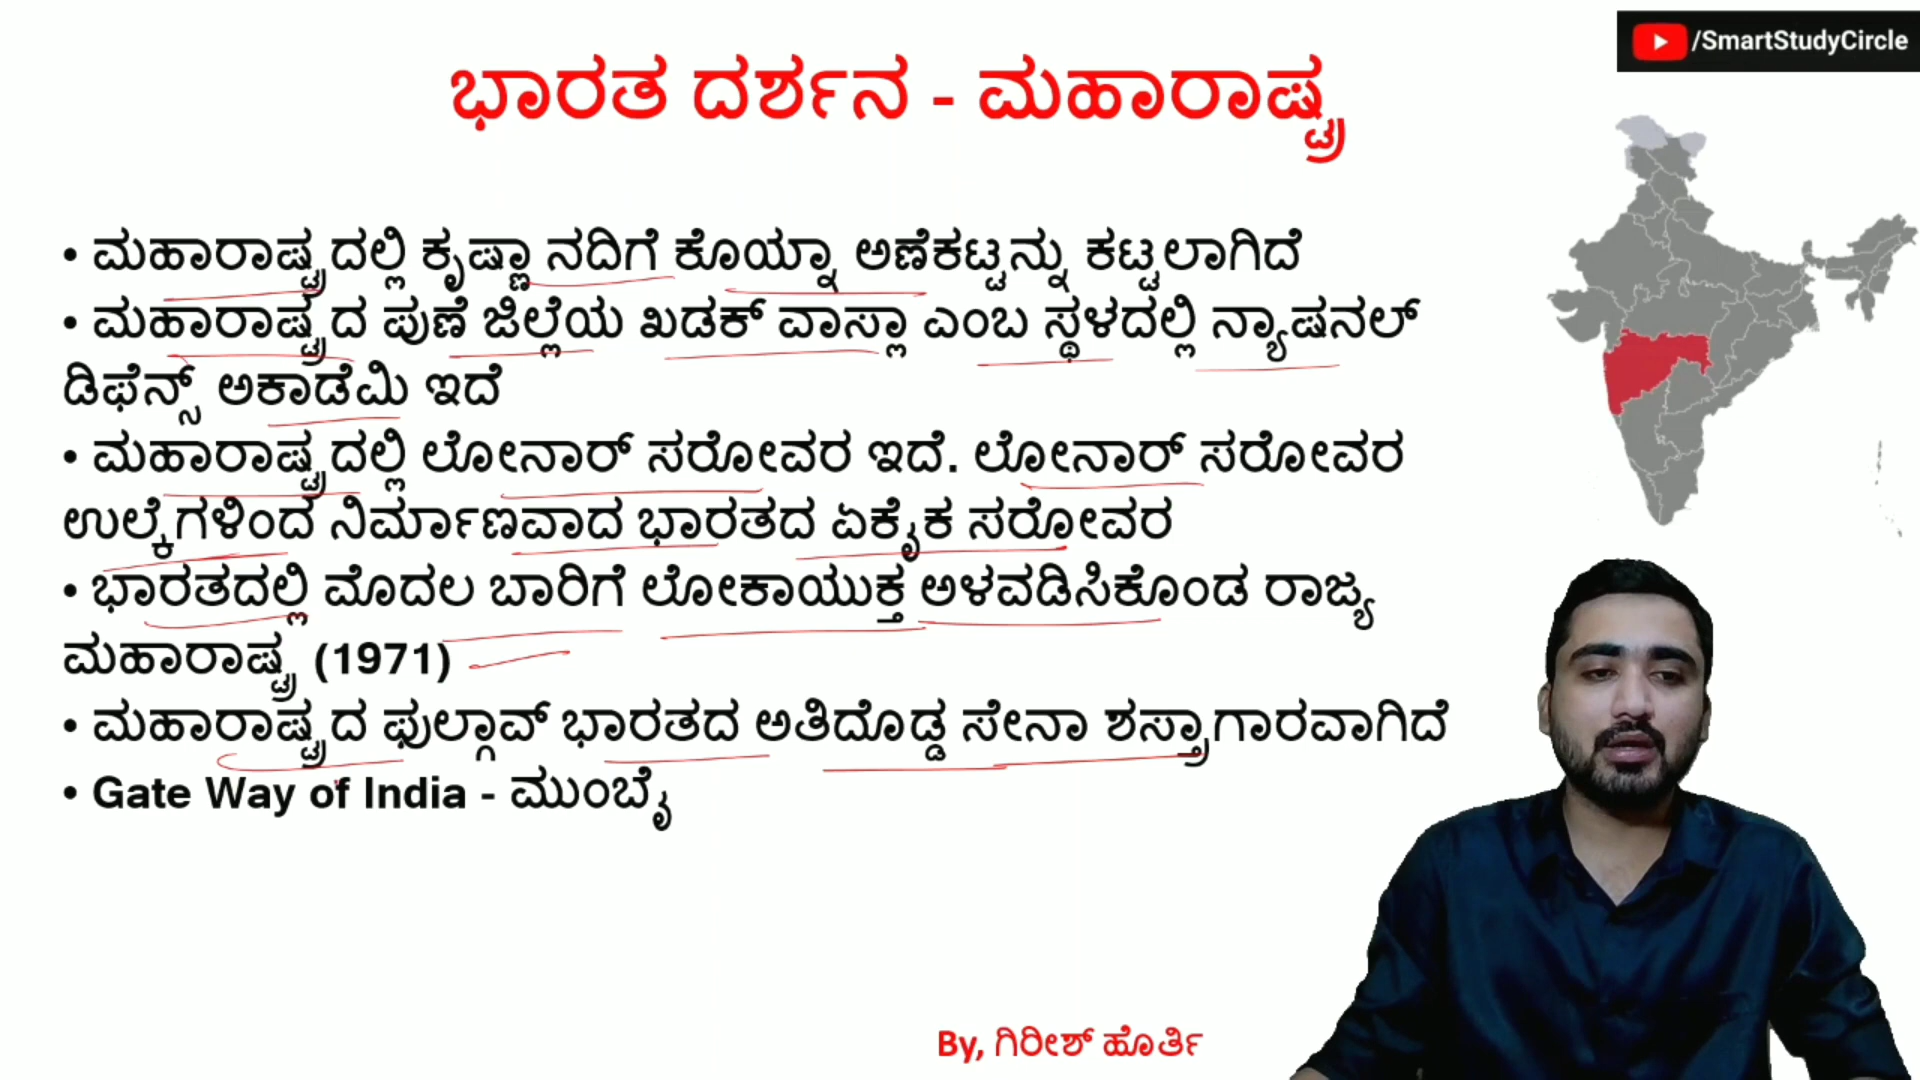 /SmartStudyCircle
ಭಾರತ ದರ್ಶನ - ಮಹಾರಾಷ್ಟ್ರ
• ಮಹಾರಾಷ್ಟ್ರದಲ್ಲಿ ಕೃಷ್ಣಾ ನದಿಗೆ ಕೊಯ್ನಾ ಅಣೆಕಟ್ಟನ್ನು ಕಟ್ಟಲಾಗಿದೆ
• ಮಹಾರಾಷ್ಟ್ರದ ಪುಣೆ ಜಿಲ್ಲೆಯ ಖಡಕ್ ವಾಸ್ಲಾ ಎಂಬ ಸ್ಥಳದಲ್ಲಿ ನ್ಯಾಷನಲ್
ಡಿಫೆನ್ಸ್ ಅಕಾಡೆಮಿ ಇದೆ
• ಮಹಾರಾಷ್ಟ್ರದಲ್ಲಿ ಲೋನಾರ್ ಸರೋವರ ಇದೆ. ಲೋನಾರ್ ಸರೋವರ
ಉಲ್ಕೆಗಳಿಂದ ನಿರ್ಮಾಣವಾದ ಭಾರತದ ಏಕೈಕ ಸರೋವರ
• ಭಾರತದಲ್ಲಿ ಮೊದಲ ಬಾರಿಗೆ ಲೋಕಾಯುಕ್ತ ಅಳವಡಿಸಿಕೊಂಡ ರಾಜ್ಯ
ಮಹಾರಾಷ್ಟ್ರ (1971)
• ಮಹಾರಾಷ್ಟ್ರದ ಫುಲ್ಗಾವ್ ಭಾರತದ ಅತಿದೊಡ್ಡ ಸೇನಾ ಶಸ್ತ್ರಾಗಾರವಾಗಿದೆ
• Gate Way of India - ಮುಂಬೈ
By, ಗಿರೀಶ್ ಹೊರ್ತಿ